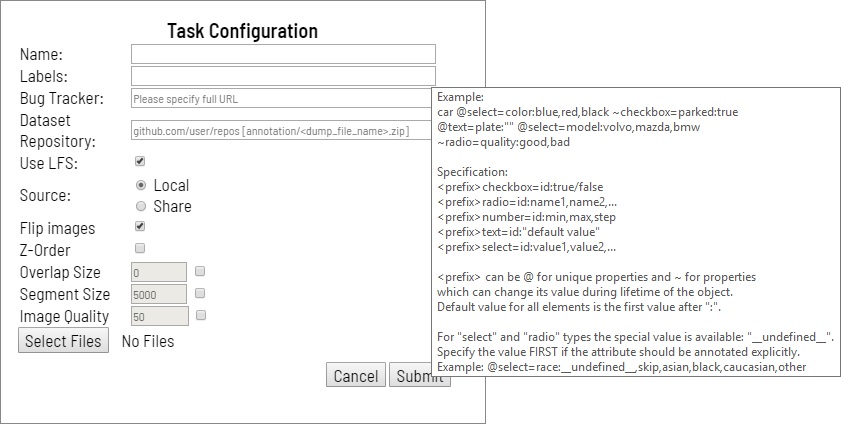 Task Configuration
Name:
Labels:
Bug Tracker: Please specify full URL
Dataset
Repository: github.com/user/repos [annotation/<dump_file_name>.zip]
Use LFS:
Source:
Local
Share
Flip images
Z-Order
Overlap Size 0
Segment Size 5000
Image Quality 50
Select Files No Files
Cancel Submit
Example:
car @select=color:blue,red,black ~checkbox=parked:true
@text=plate:"" @select=model:volvo,mazda,bmw
~radio=quality:good,bad
Specification:
<prefix>checkbox=id:true/false
<prefix>radio=id:name1,name2,...
<prefix>number=id:min,max,step
<prefix>text=id:"default value"
<prefix>select=id:value1,value2,...
<prefix> can be @ for unique properties and ~ for properties
which can change its value during lifetime of the object.
Default value for all elements is the first value after ":".
For "select" and "radio" types the special value is available: "__undefined__".
Specify the value FIRST if the attribute should be annotated explicitly.
Example: @select=race:__undefined__,skip,asian,black,caucasian,other